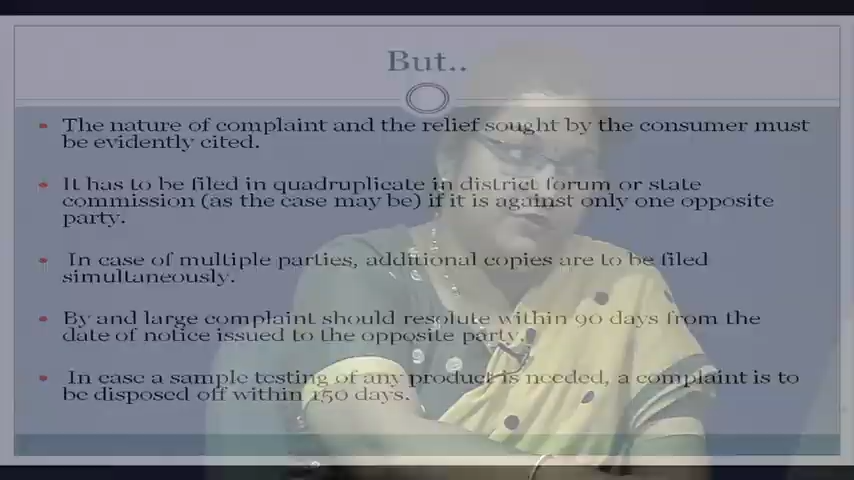 But..
The nature of complaint and the relief sought by the consumer must
be evidently cited.
It has to be filed in quadruplicate in district forum or state
commission (as the case may be) if it is against only one opposite
party.
In case of multiple parties, additional copies are to be filed
simultaneously.
By and large complaint should resolute within 90 days from the
date of notice issued to the opposite party.
In case a sample testing of any product is needed, a complaint is to
be disposed off within 150 days.